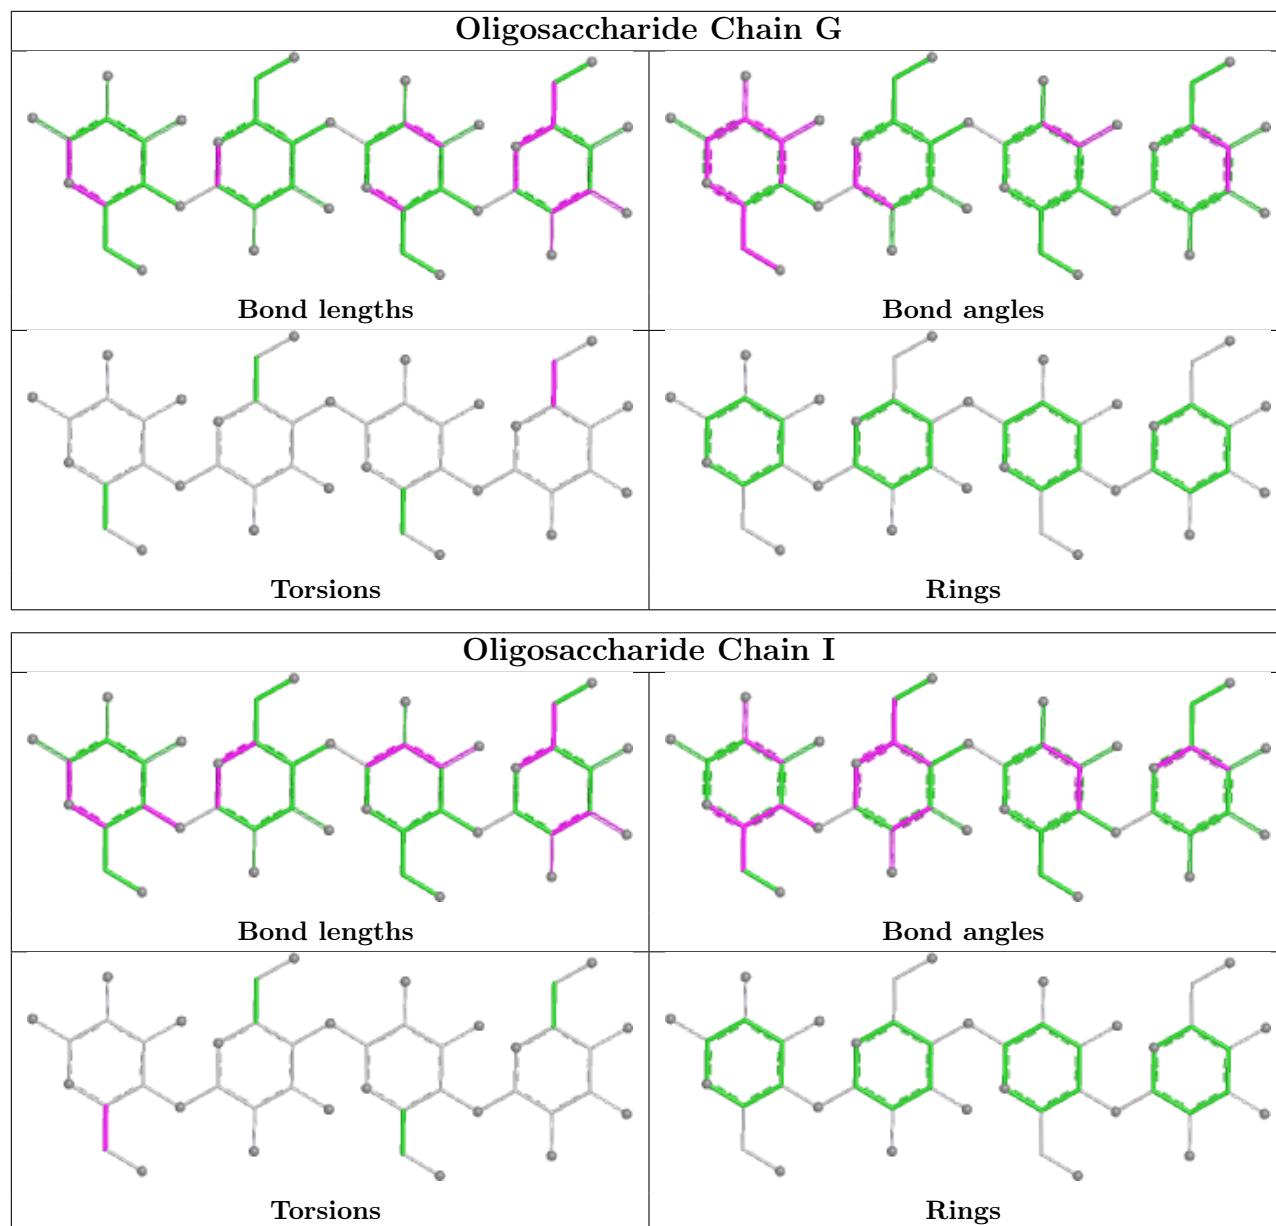 Oligosaccharide Chain G
Bond lengths
Bond angles
Torsions
Rings
Oligosaccharide Chain I
Bond lengths
Bond angles
Torsions
Rings